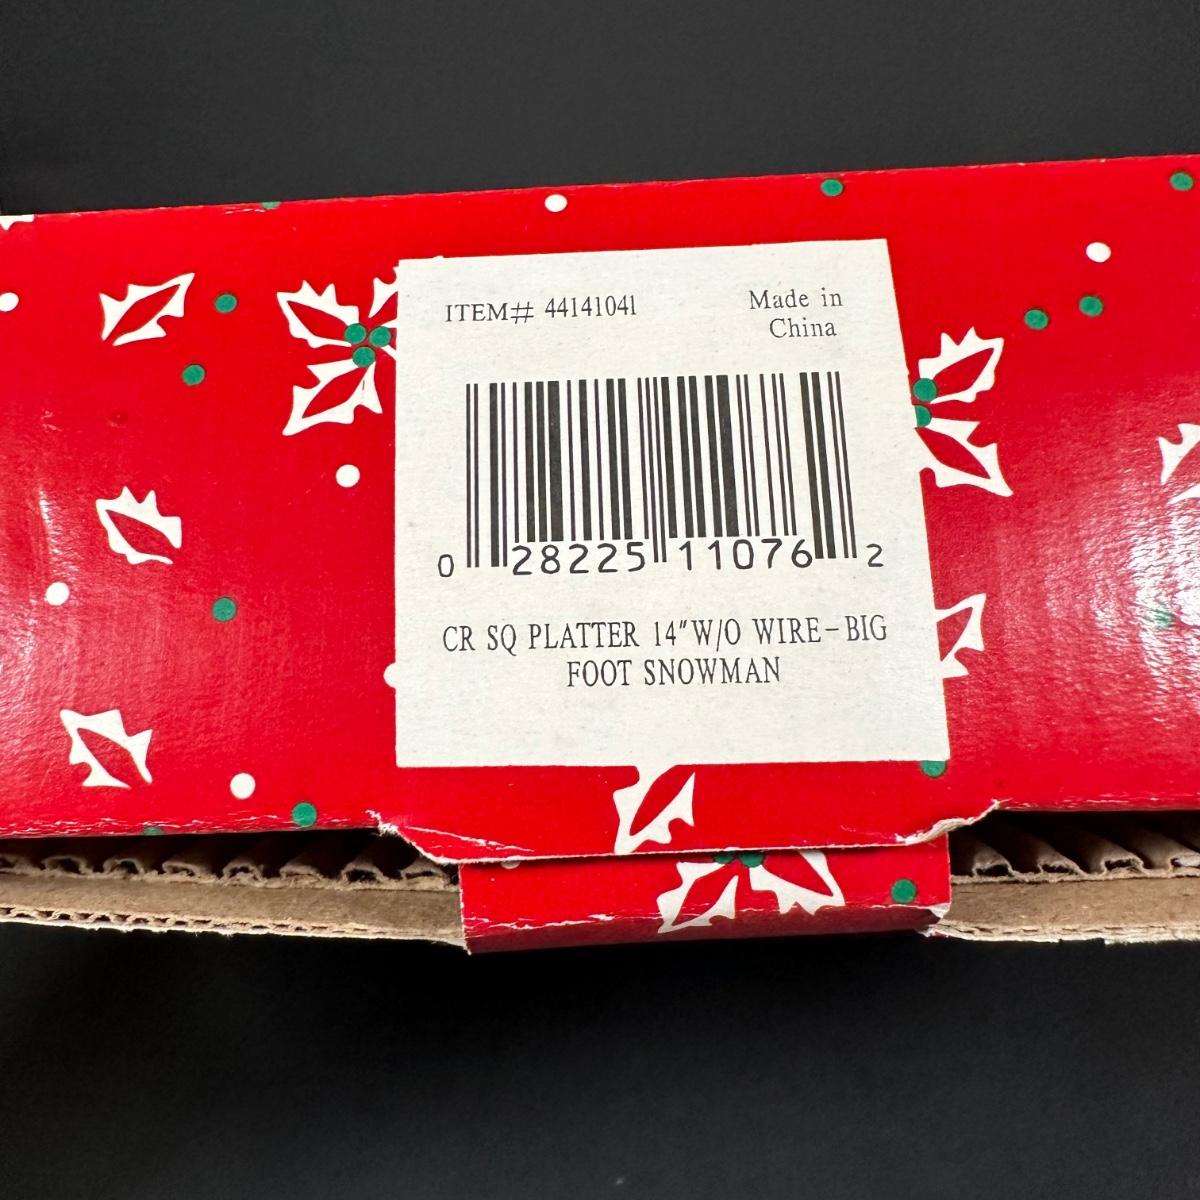 ITEM# 44141041
Made in
China
0 28225 11076 2
CR SQ PLATTER 14"W/O WIRE-BIG
FOOT SNOWMAN